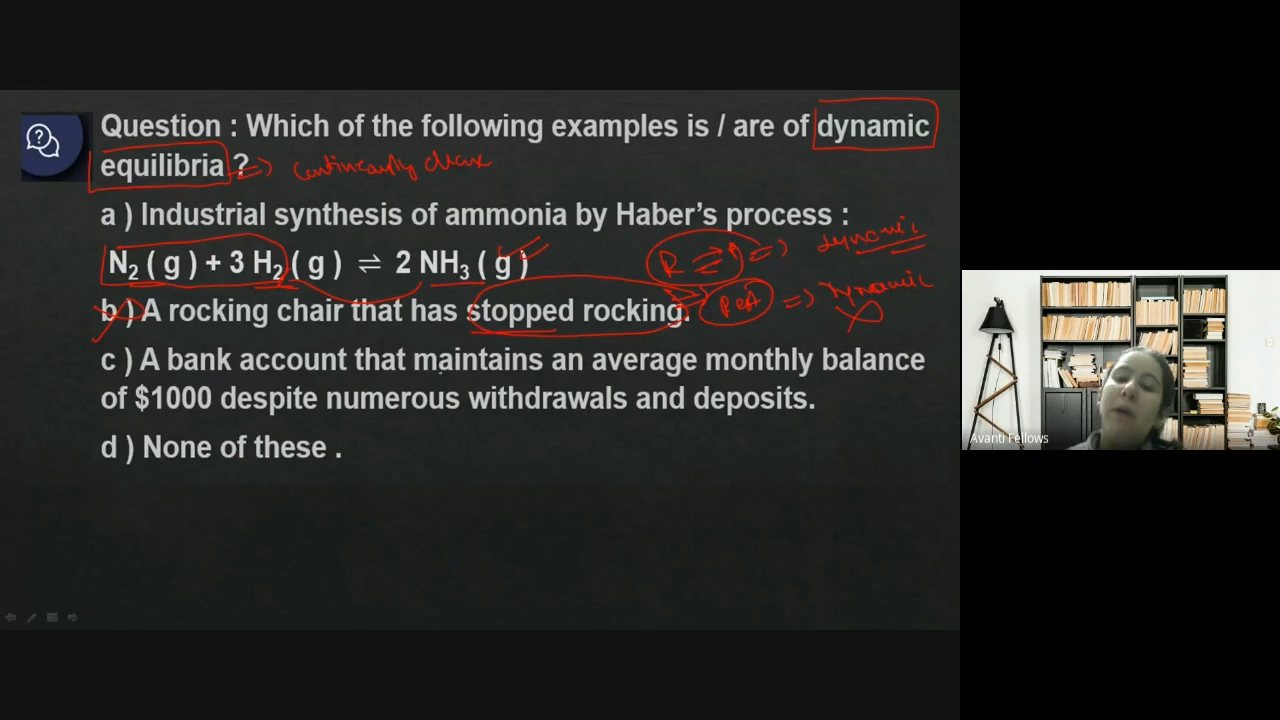 Question : Which of the following examples is / are of dynamic
equilibria ? => continuously
a ) Industrial synthesis of ammonia by Haber's process :
N₂ ( g ) + 3 H₂ ( g ) ⇌ 2 NH₃ ( g ) R ⇌ => dynamic
b ) A rocking chair that has stopped rocking. => => dynamic
c ) A bank account that maintains an average monthly balance
of $1000 despite numerous withdrawals and deposits.
d ) None of these .
Avanti Fellows